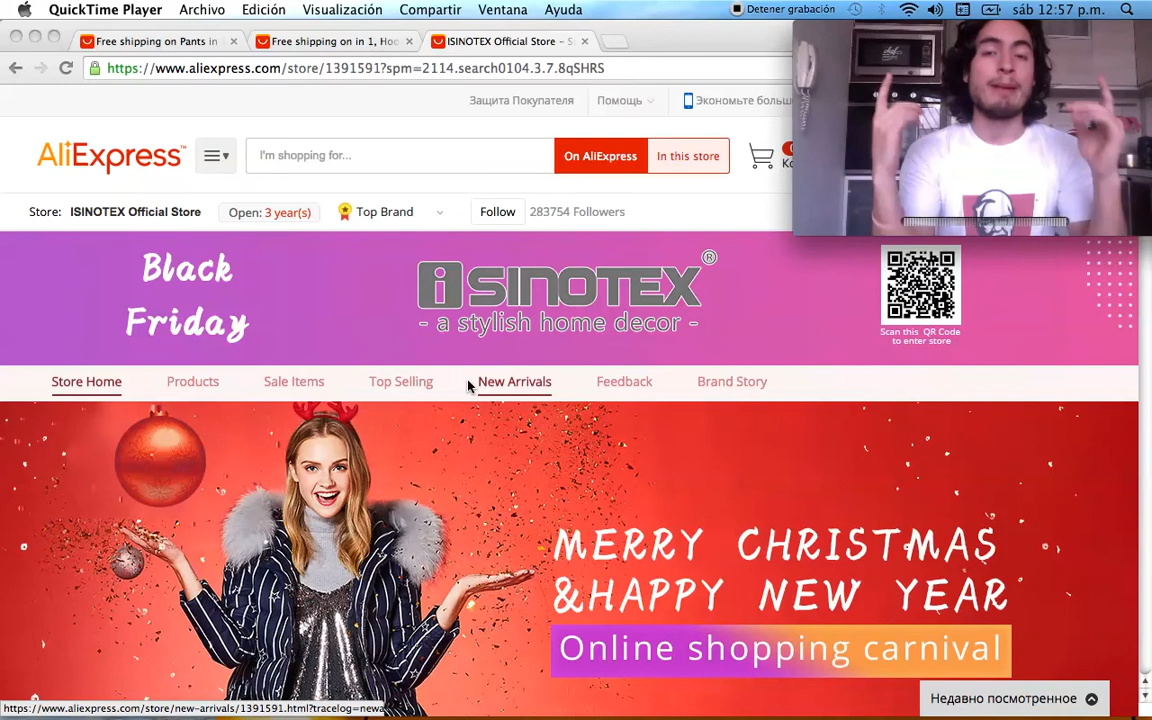 QuickTime Player Archivo Edición Visualización Compartir Ventana Ayuda Detener grabación sáb 12:57 p.m.
Free shipping on Pants in Free shipping on in 1, Hoo ISINOTEX Official Store – S
https://www.aliexpress.com/store/1391591?spm=2114.search0104.3.7.8qSHRS
Защита Покупателя Помощь Экономьте больш
AliExpress™ I'm shopping for... On AliExpress In this store
Store: ISINOTEX Official Store Open: 3 year(s) Top Brand Follow 283754 Followers
Black
Friday
iSINOTEX®
- a stylish home decor -
Scan this QR Code
to enter store
Store Home Products Sale Items Top Selling New Arrivals Feedback Brand Story
MERRY CHRISTMAS
&HAPPY NEW YEAR
Online shopping carnival
Недавно посмотренное
https://www.aliexpress.com/store/new-arrivals/1391591.html?tracelog=newa